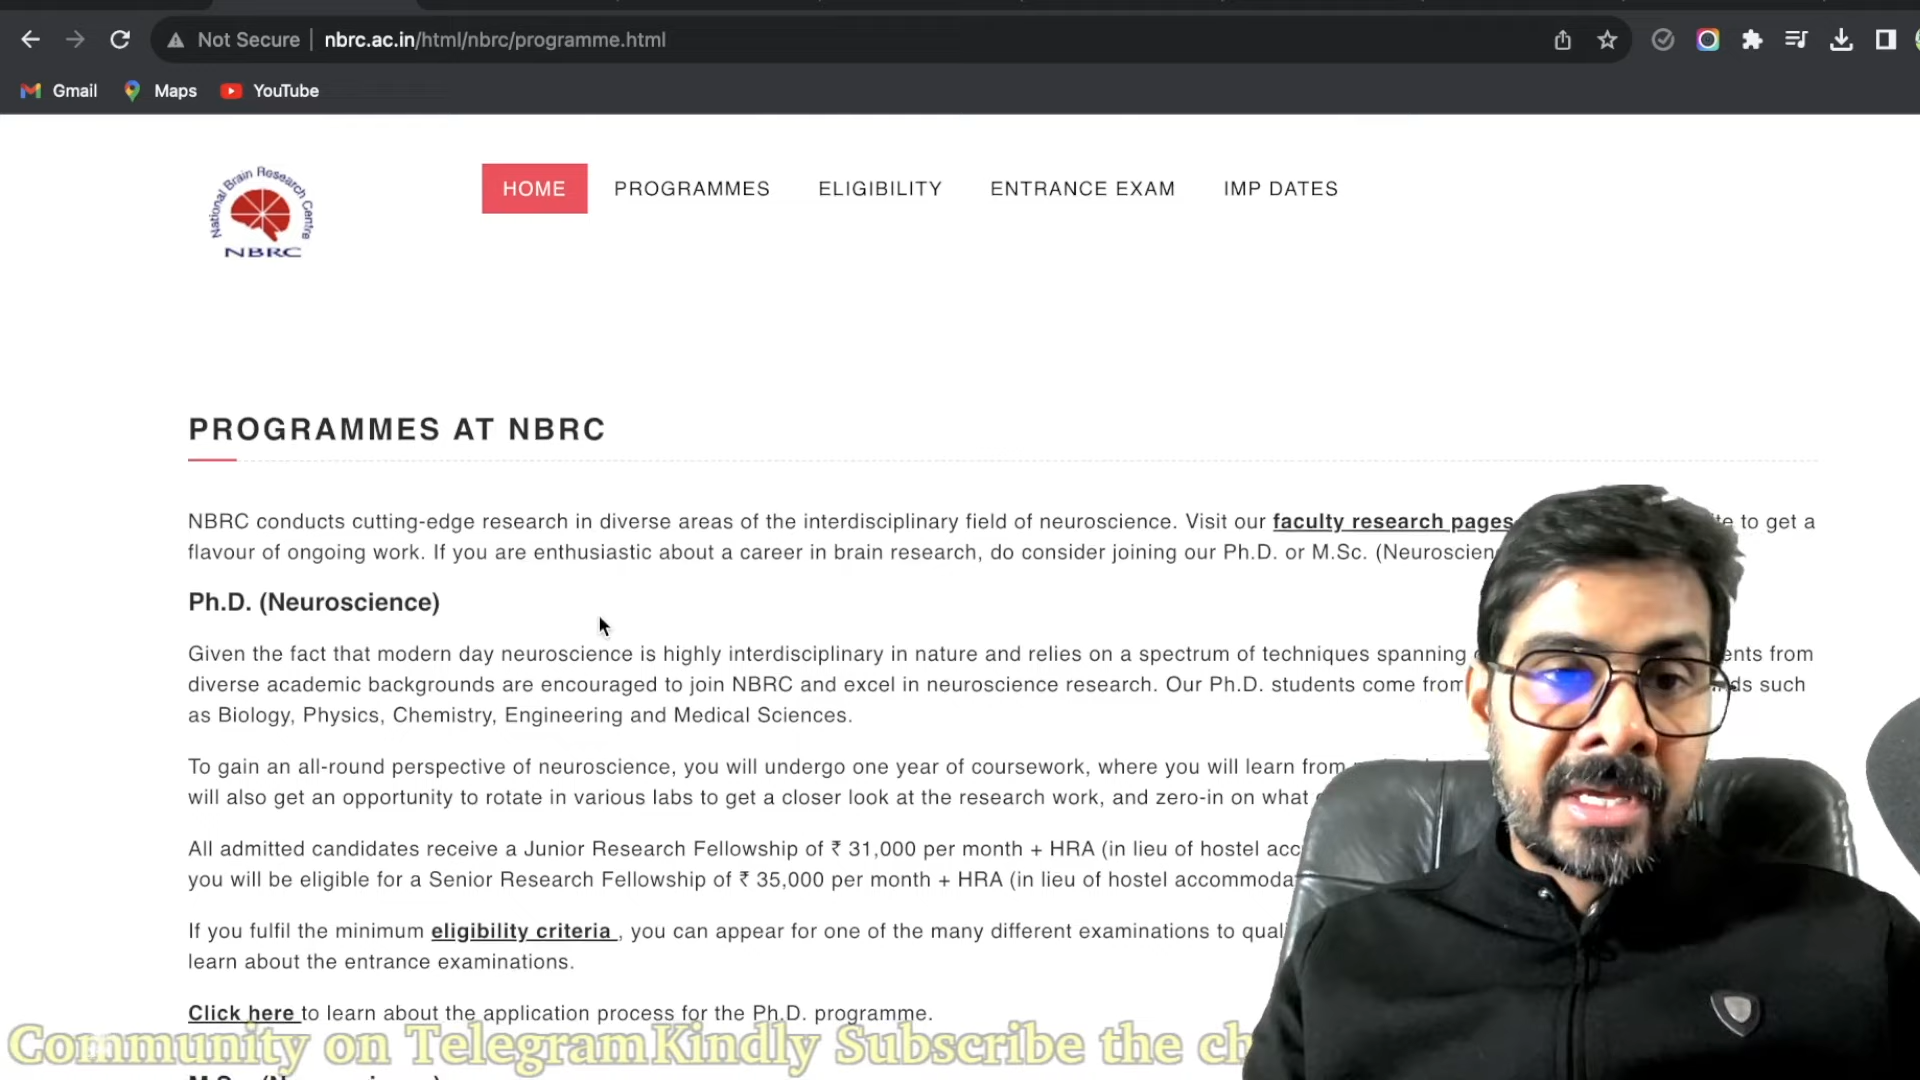 Not Secure | nbrc.ac.in/html/nbrc/programme.html
Gmail Maps YouTube
National Brain Research Centre
NBRC
HOME PROGRAMMES ELIGIBILITY ENTRANCE EXAM IMP DATES
PROGRAMMES AT NBRC
NBRC conducts cutting-edge research in diverse areas of the interdisciplinary field of neuroscience. Visit our faculty research pages to get a
flavour of ongoing work. If you are enthusiastic about a career in brain research, do consider joining our Ph.D. or M.Sc.
Ph.D. (Neuroscience)
Given the fact that modern day neuroscience is highly interdisciplinary in nature and relies on a spectrum of techniques spanning from
diverse academic backgrounds are encouraged to join NBRC and excel in neuroscience research. Our Ph.D. students come such
as Biology, Physics, Chemistry, Engineering and Medical Sciences.
To gain an all-round perspective of neuroscience, you will undergo one year of coursework, where you will learn from
will also get an opportunity to rotate in various labs to get a closer look at the research work, and zero-in on what
All admitted candidates receive a Junior Research Fellowship of ₹ 31,000 per month + HRA (in lieu of hostel
you will be eligible for a Senior Research Fellowship of ₹ 35,000 per month + HRA (in lieu of hostel
If you fulfil the minimum eligibility criteria , you can appear for one of the many different examinations to
learn about the entrance examinations.
Click here to learn about the application process for the Ph.D. programme.
Community on Telegram Kindly Subscribe the